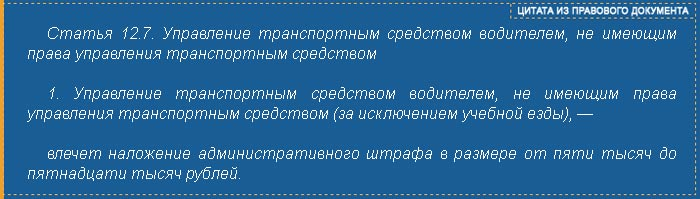 ЦИТАТА ИЗ ПРАВОВОГО ДОКУМЕНТА
Статья 12.7. Управление транспортным средством водителем, не имеющим
права управления транспортным средством
1. Управление транспортным средством водителем, не имеющим права
управления транспортным средством (за исключением учебной езды), —
влечет наложение административного штрафа в размере от пяти тысяч до
пятнадцати тысяч рублей.